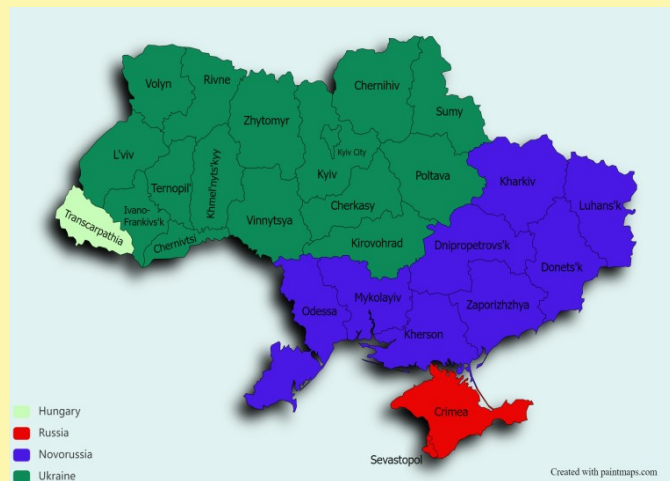 Volyn
Rivne
Chernihiv
Sumy
Zhytomyr
Kyiv City
L'viv
Ternopil'
Khmel'nyts'kyy
Kyiv
Poltava
Kharkiv
Luhans'k
Ivano-
Frankivs'k
Transcarpathia
Chernivtsi
Vinnytsya
Cherkasy
Kirovohrad
Dnipropetrovs'k
Donets'k
Odessa
Mykolayiv
Zaporizhzhya
Kherson
Crimea
Sevastopol
Hungary
Russia
Novorussia
Ukraine
Created with paintmaps.com